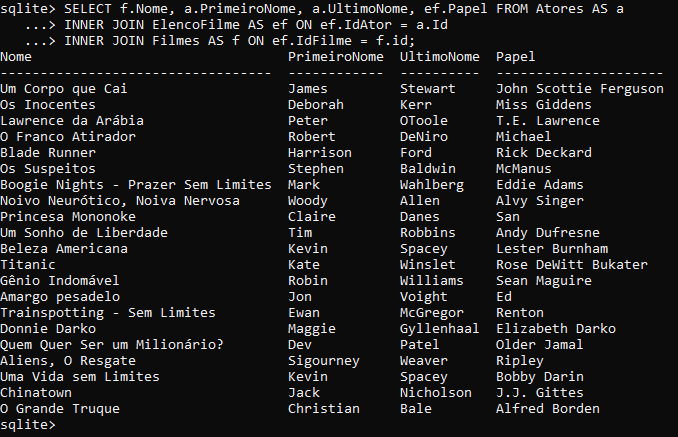 sqlite> SELECT f.Nome, a.PrimeiroNome, a.UltimoNome, ef.Papel FROM Atores AS a
   ...> INNER JOIN ElencoFilme AS ef ON ef.IdAtor = a.Id
   ...> INNER JOIN Filmes AS f ON ef.IdFilme = f.id;
Nome                                PrimeiroNome  UltimoNome  Papel
----------------------------------  ------------  ----------  ---------------------
Um Corpo que Cai                    James         Stewart     John Scottie Ferguson
Os Inocentes                        Deborah       Kerr        Miss Giddens
Lawrence da Arábia                  Peter         OToole      T.E. Lawrence
O Franco Atirador                   Robert        DeNiro      Michael
Blade Runner                        Harrison      Ford        Rick Deckard
Os Suspeitos                        Stephen       Baldwin     McManus
Boogie Nights - Prazer Sem Limites  Mark          Wahlberg    Eddie Adams
Noivo Neurótico, Noiva Nervosa      Woody         Allen       Alvy Singer
Princesa Mononoke                   Claire        Danes       San
Um Sonho de Liberdade               Tim           Robbins     Andy Dufresne
Beleza Americana                    Kevin         Spacey      Lester Burnham
Titanic                             Kate          Winslet     Rose DeWitt Bukater
Gênio Indomável                     Robin         Williams    Sean Maguire
Amargo pesadelo                     Jon           Voight      Ed
Trainspotting - Sem Limites         Ewan          McGregor    Renton
Donnie Darko                        Maggie        Gyllenhaal  Elizabeth Darko
Quem Quer Ser um Milionário?        Dev           Patel       Older Jamal
Aliens, O Resgate                   Sigourney     Weaver      Ripley
Uma Vida sem Limites                Kevin         Spacey      Bobby Darin
Chinatown                           Jack          Nicholson   J.J. Gittes
O Grande Truque                     Christian     Bale        Alfred Borden
sqlite>